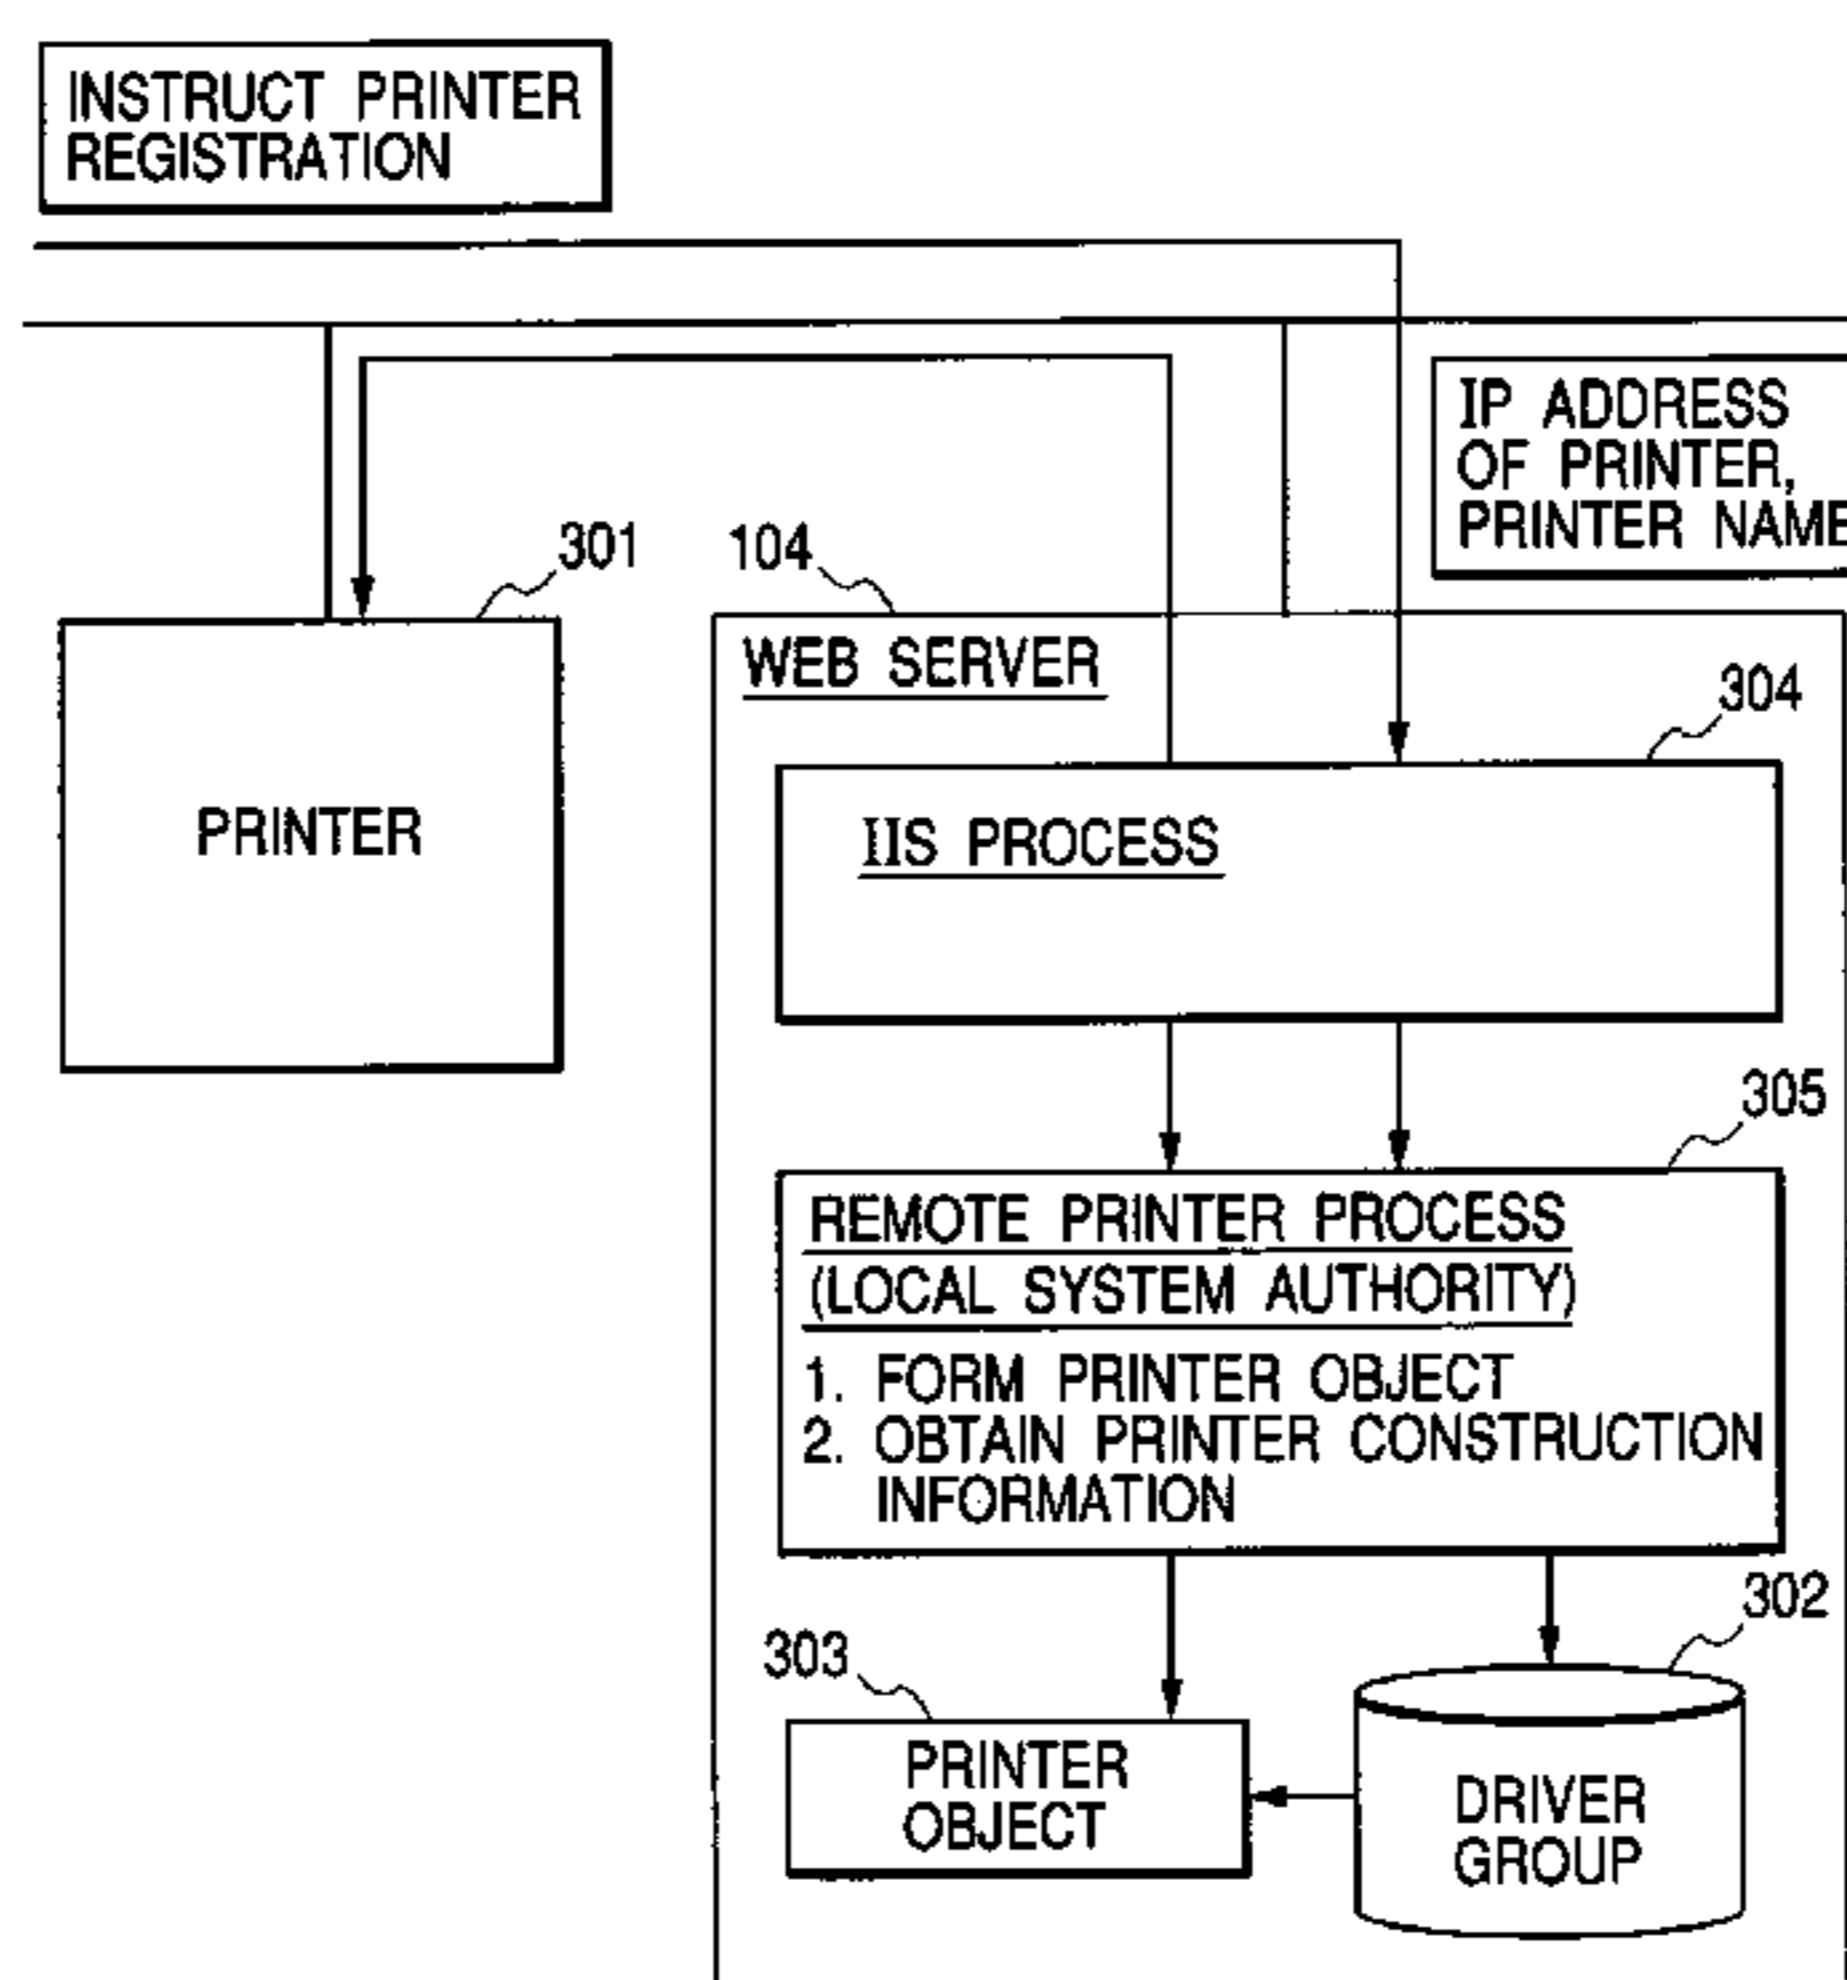 INSTRUCT PRINTER
REGISTRATION
IP ADDRESS
OF PRINTER,
PRINTER NAME
301
104
WEB SERVER
304
PRINTER
IIS PROCESS
305
REMOTE PRINTER PROCESS
(LOCAL SYSTEM AUTHORITY)
1. FORM PRINTER OBJECT
2. OBTAIN PRINTER CONSTRUCTION
INFORMATION
302
303
PRINTER
OBJECT
DRIVER
GROUP